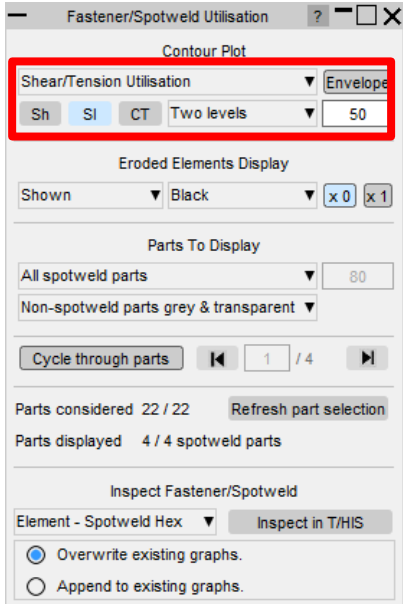 Fastener/Spotweld Utilisation ?
Contour Plot
Shear/Tension Utilisation Envelope
Sh SI CT Two levels 50
Eroded Elements Display
Shown Black x 0 x 1
Parts To Display
All spotweld parts 80
Non-spotweld parts grey & transparent
Cycle through parts 1 / 4
Parts considered 22 / 22 Refresh part selection
Parts displayed 4 / 4 spotweld parts
Inspect Fastener/Spotweld
Element - Spotweld Hex Inspect in T/HIS
Overwrite existing graphs.
Append to existing graphs.